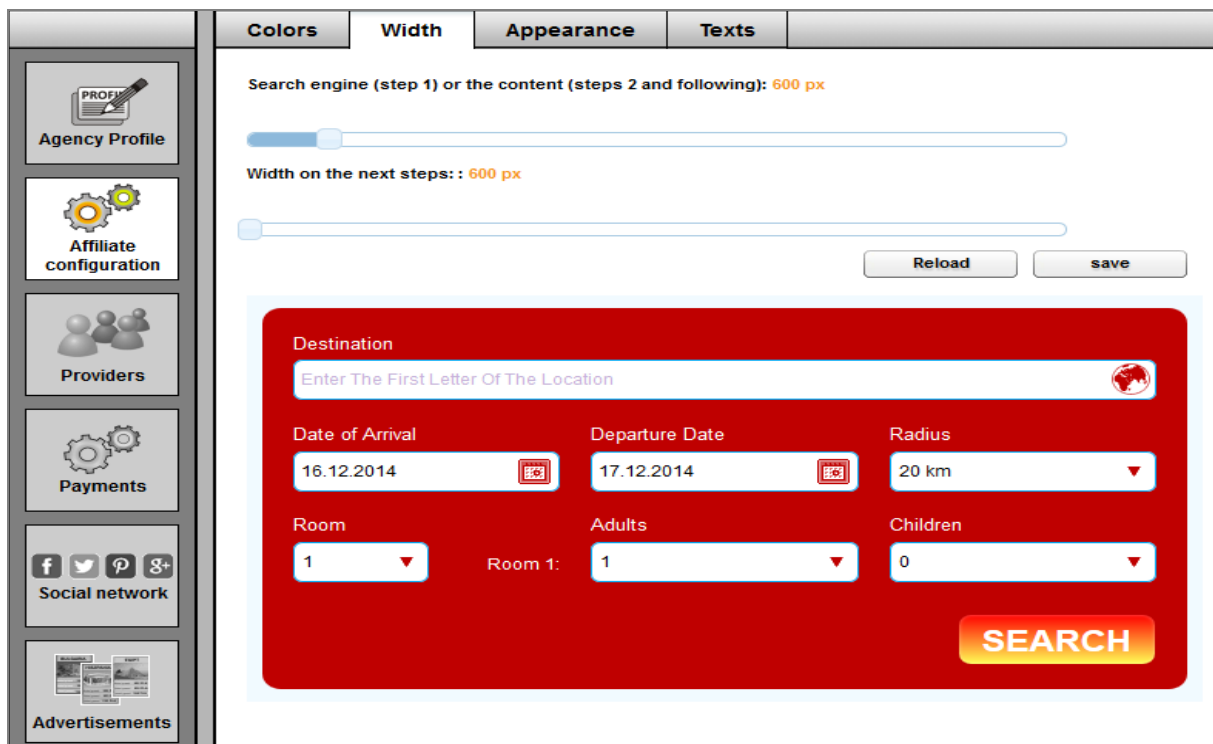 Colors Width Appearance Texts
PROFI
Agency Profile
Affiliate
configuration
Providers
Payments
f P 8+
Social network
Advertisements
Search engine (step 1) or the content (steps 2 and following): 600 px
Width on the next steps: : 600 px
Reload save
Destination
Enter The First Letter Of The Location
Date of Arrival Departure Date Radius
16.12.2014 17.12.2014 20 km
Room Adults Children
1 Room 1: 1 0
SEARCH